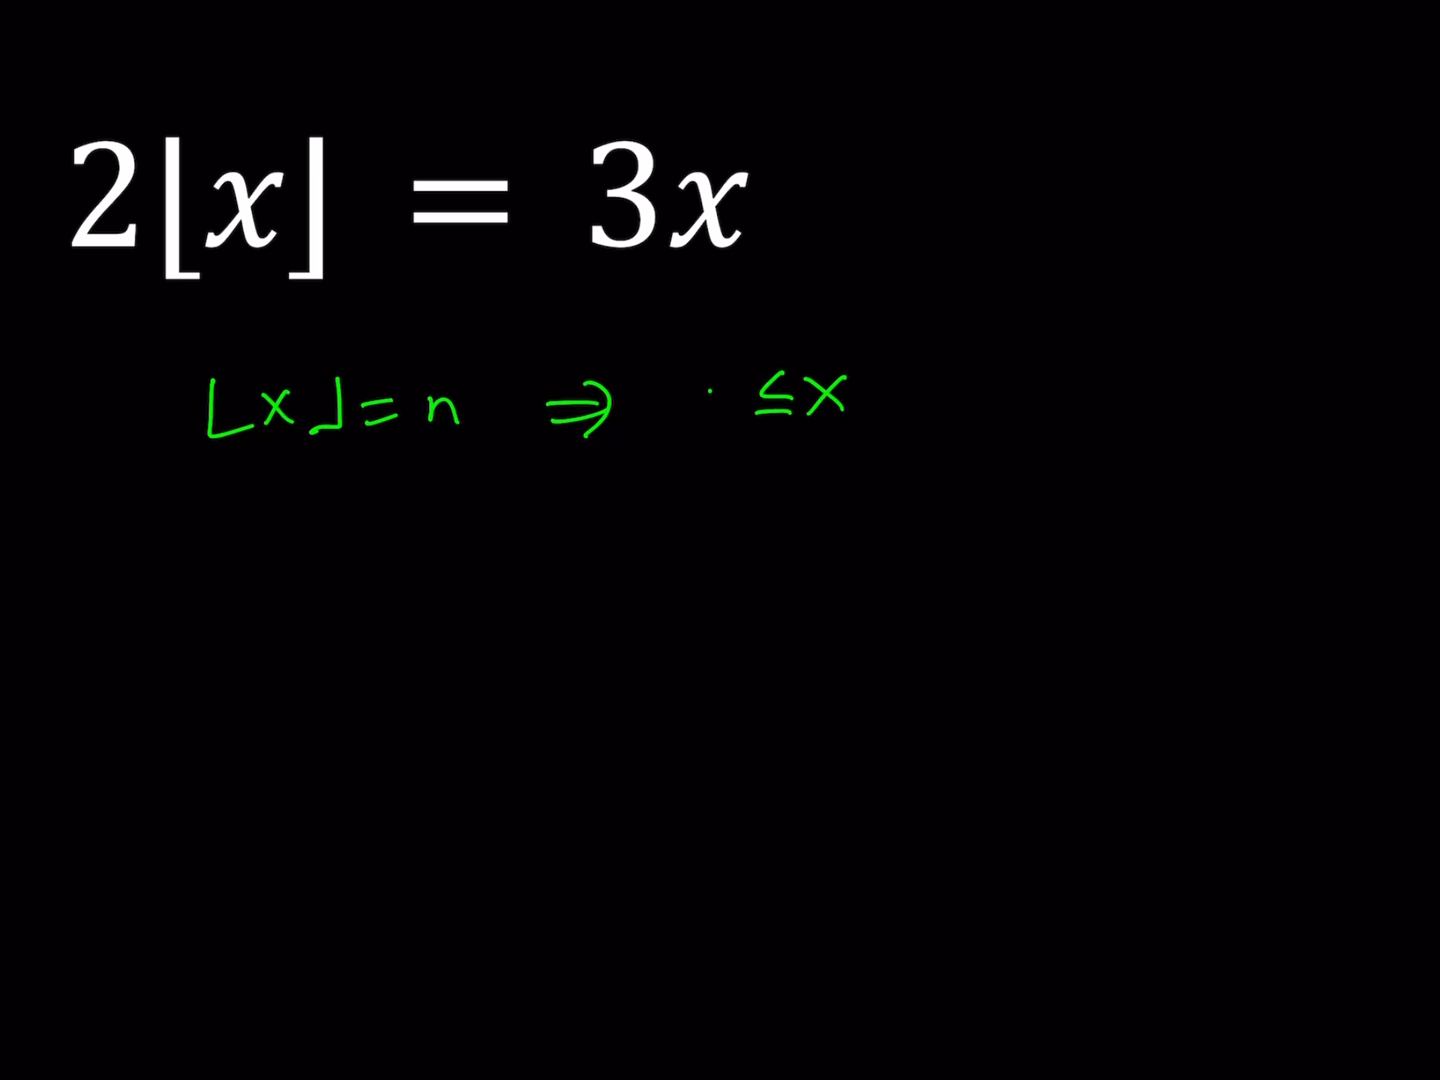 2⌊x⌋ = 3x
⌊x⌋ = n ⇒ · ≤ x